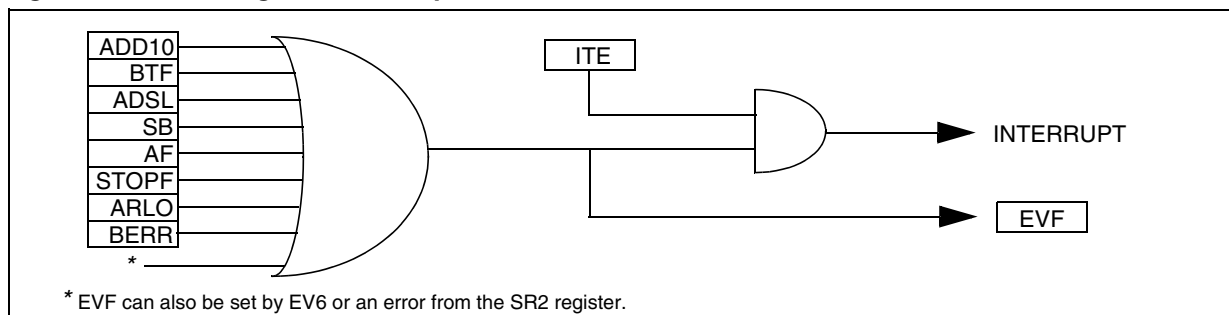 ADD10
BTF
ADSL
SB
AF
STOPF
ARLO
BERR
*
ITE
INTERRUPT
EVF
* EVF can also be set by EV6 or an error from the SR2 register.